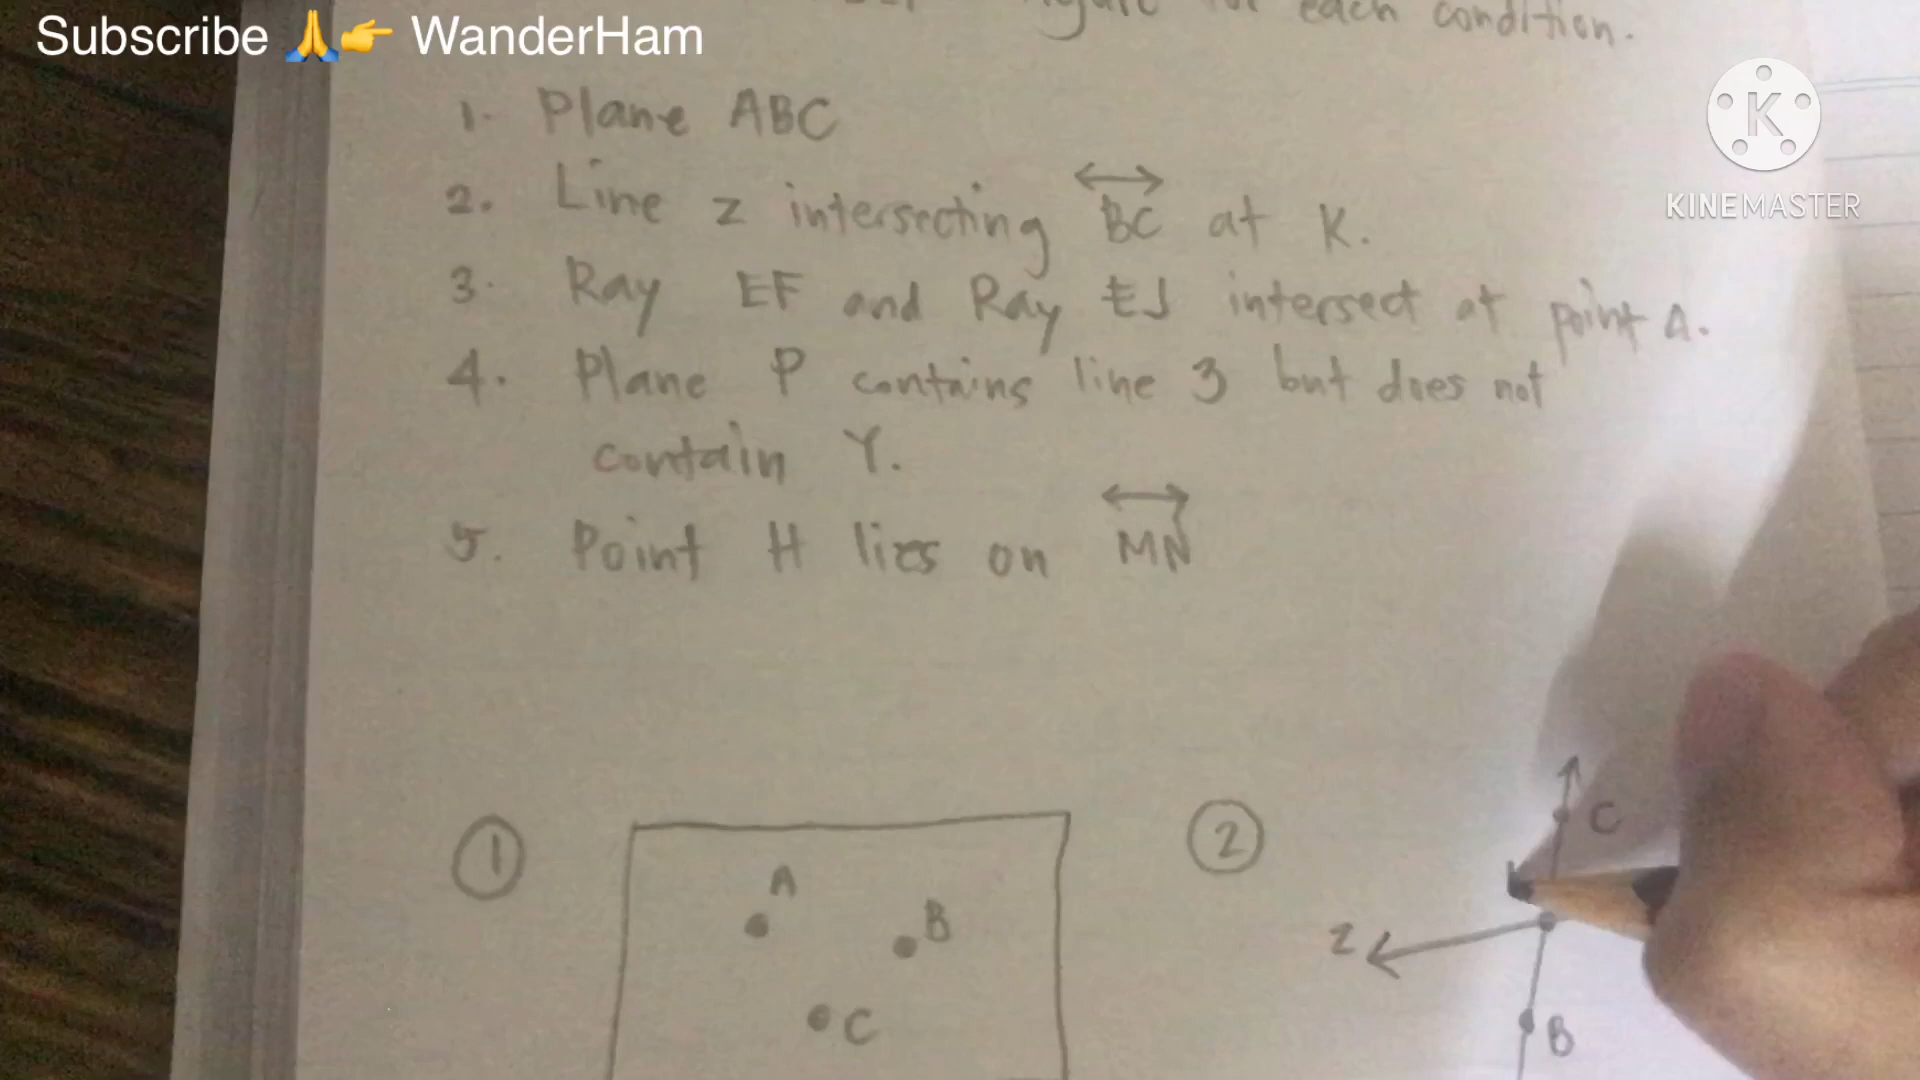 Subscribe 🙏👉 WanderHam
figure for each condition.
KINEMASTER
1. Plane ABC
2. Line z intersecting BC at K.
3. Ray EF and Ray EJ intersect at point A.
4. Plane P contains line 3 but does not
contain Y.
5. Point H lies on MN
1
2
A
B
C
C
Z
B